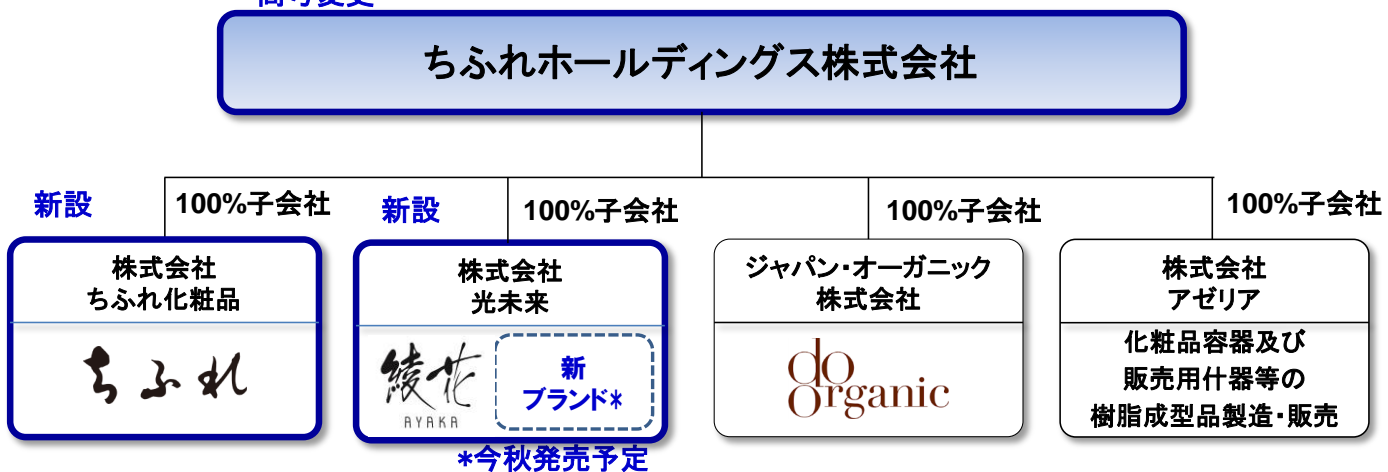 ちふれホールディングス株式会社
新設
100%子会社
新設
100%子会社
100%子会社
100%子会社
株式会社
ちふれ化粧品
ちふれ
株式会社
光未来
綾花
AYAKA
新
ブランド*
*今秋発売予定
ジャパン・オーガニック
株式会社
do
organic
株式会社
アゼリア
化粧品容器及び
販売用什器等の
樹脂成型品製造・販売